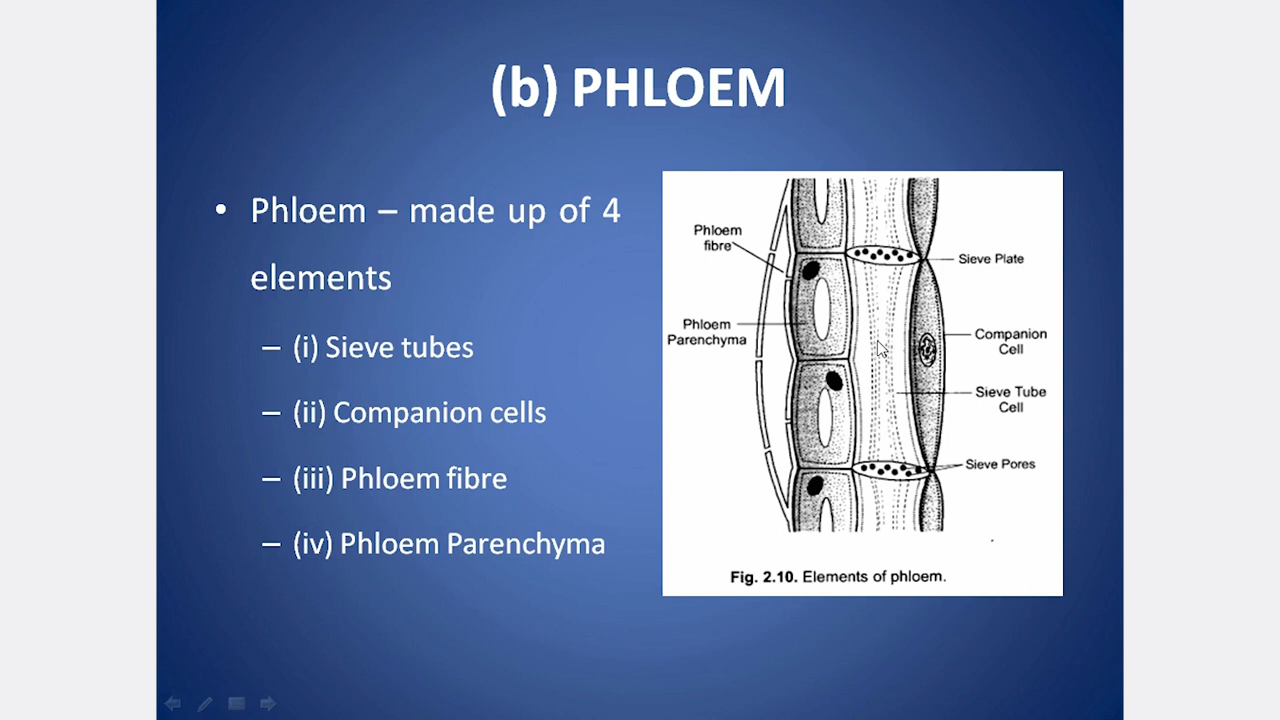 (b) PHLOEM
• Phloem – made up of 4
elements
– (i) Sieve tubes
– (ii) Companion cells
– (iii) Phloem fibre
– (iv) Phloem Parenchyma
Phloem
fibre
Phloem
Parenchyma
Sieve Plate
Companion
Cell
Sieve Tube
Cell
Sieve Pores
Fig. 2.10. Elements of phloem.